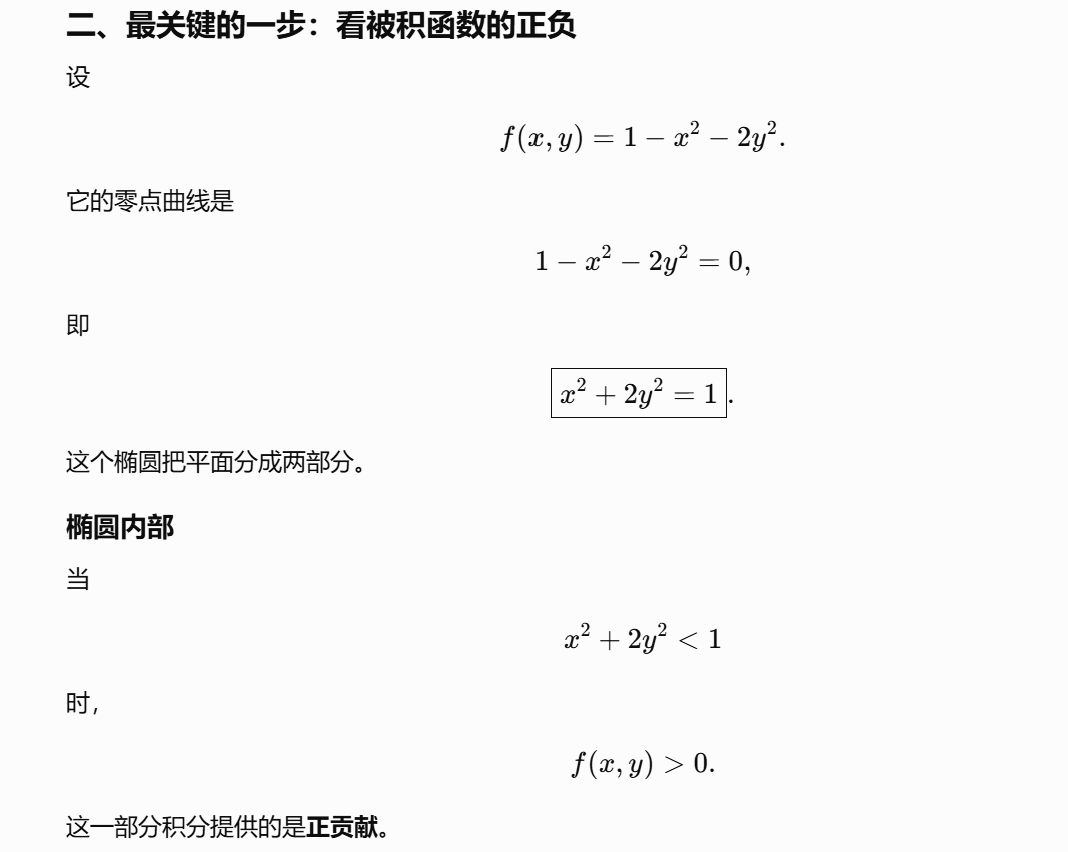 二、最关键的一步：看被积函数的正负
设
f(x, y) = 1 − x² − 2y².
它的零点曲线是
1 − x² − 2y² = 0,
即
x² + 2y² = 1.
这个椭圆把平面分成两部分。
椭圆内部
当
x² + 2y² < 1
时，
f(x, y) > 0.
这一部分积分提供的是正贡献。